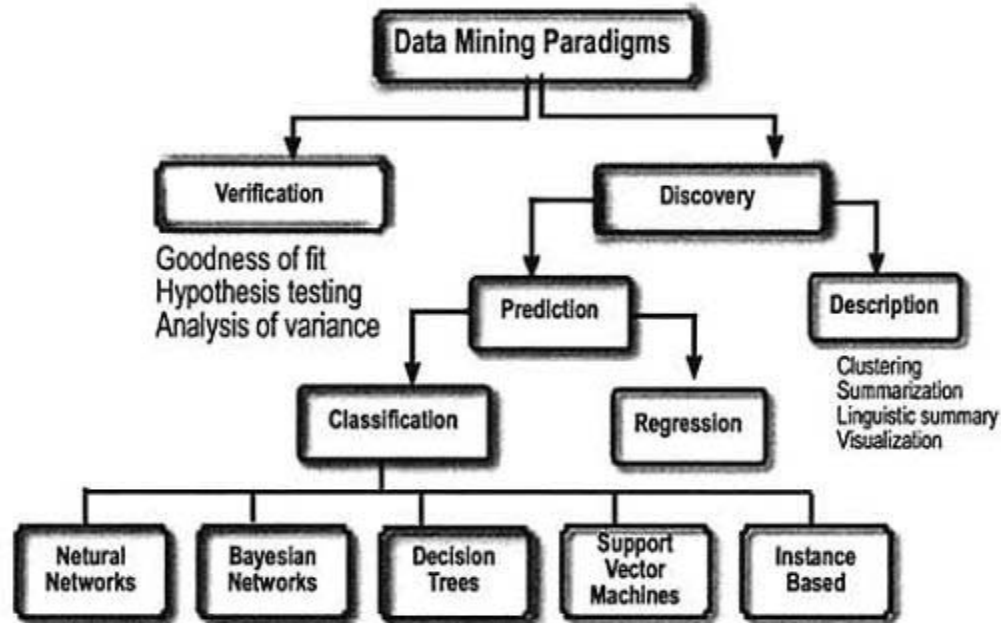 Data Mining Paradigms
Verification
Discovery
Goodness of fit
Hypothesis testing
Analysis of variance
Prediction
Description
Clustering
Summarization
Linguistic summary
Visualization
Classification
Regression
Netural
Networks
Bayesian
Networks
Decision
Trees
Support
Vector
Machines
Instance
Based